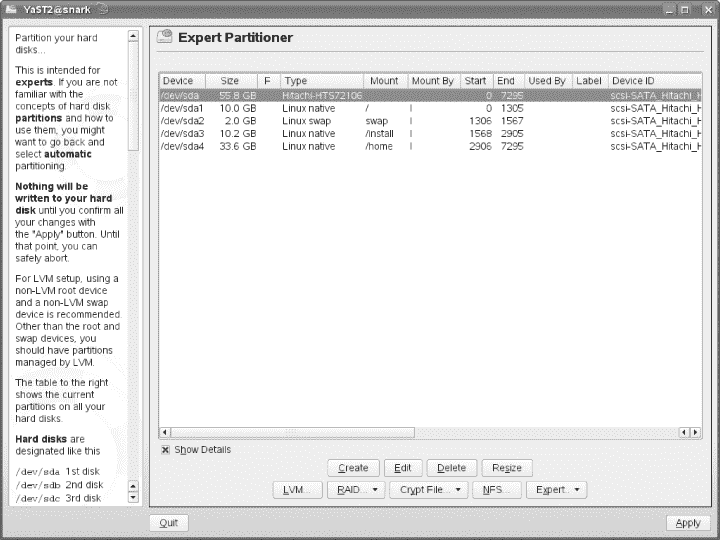 YaST2@snark
Partition your hard
disks...
This is intended for
experts. If you are not
familiar with the
concepts of hard disk
partitions and how to
use them, you might
want to go back and
select automatic
partitioning.
Nothing will be
written to your hard
disk until you confirm all
your changes with
the "Apply" button. Until
that point, you can
safely abort.
For LVM setup, using a
non-LVM root device
and a non-LVM swap
device is recommended.
Other than the root and
swap devices, you
should have partitions
managed by LVM.
The table to the right
shows the current
partitions on all your
hard disks.
Hard disks are
designated like this
/dev/sda 1st disk
/dev/sdb 2nd disk
/dev/sdc 3rd disk
Expert Partitioner
Device Size F Type Mount Mount By Start End Used By Label Device ID
/dev/sda 55.8 GB Hitachi-HTS72106 0 7295 scsi-SATA_Hitachi_H
/dev/sda1 10.0 GB Linux native / I 0 1305 scsi-SATA_Hitachi_H
/dev/sda2 2.0 GB Linux swap swap I 1306 1567 scsi-SATA_Hitachi_H
/dev/sda3 10.2 GB Linux native /install I 1568 2905 scsi-SATA_Hitachi_H
/dev/sda4 33.6 GB Linux native /home I 2906 7295 scsi-SATA_Hitachi_H
Show Details
Create Edit Delete Resize
LVM... RAID... Crypt File... NFS... Expert..
Quit Apply